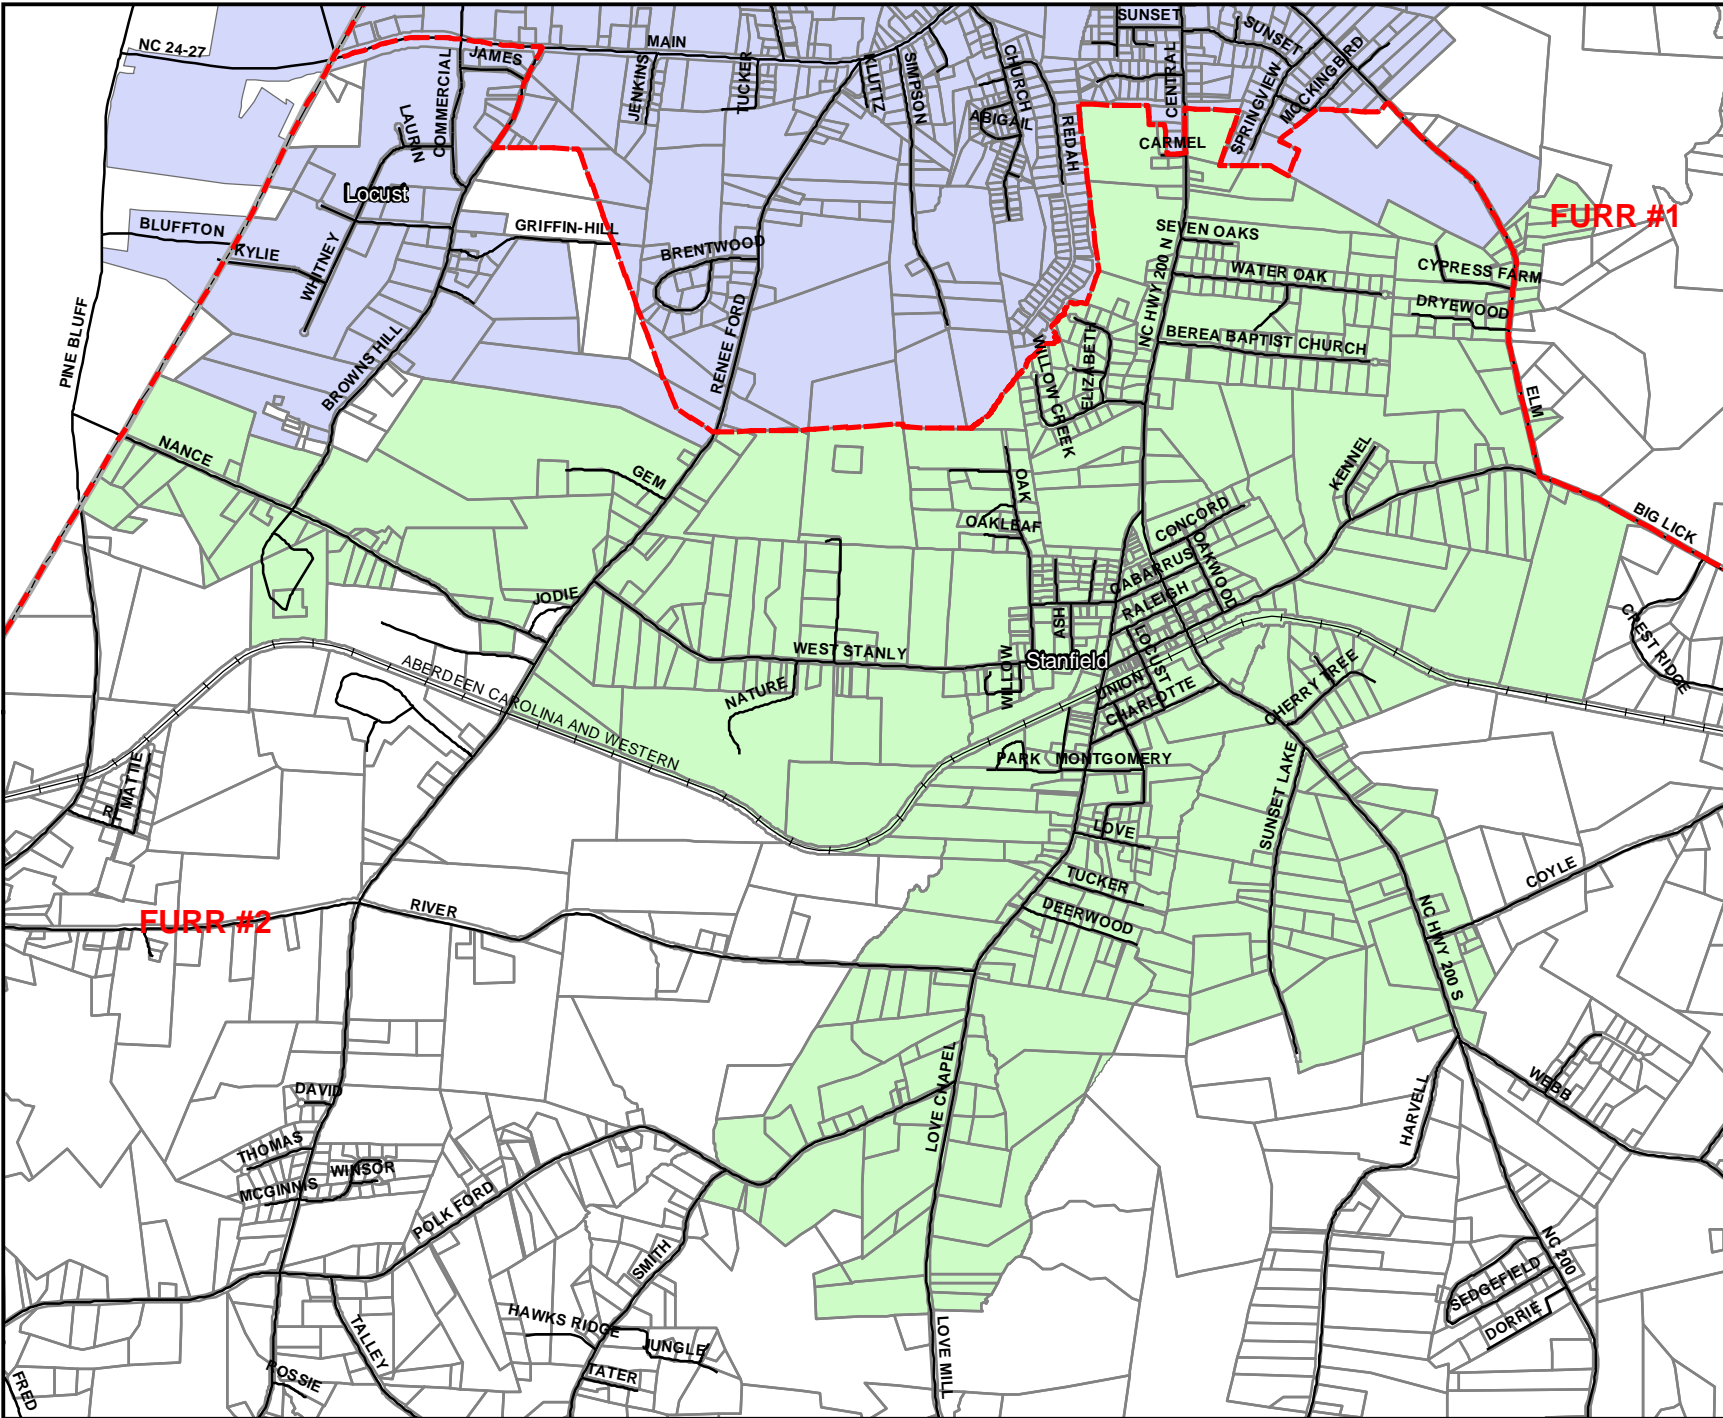 NC 24-27
MAIN
JAMES
COMMERCIAL
LAURIN
JENKINS
TUCKER
KLUTTZ
SIMPSON
CHURCH
ABIGAIL
REDAH
SUNSET
CENTRAL
SUNSET
SPRINGVIEW
MOCKINGBIRD
CARMEL
Locust
FURR #1
BLUFFTON
KYLIE
WHITNEY
GRIFFIN-HILL
BRENTWOOD
SEVEN OAKS
NC HWY 200 N
WATER OAK
CYPRESS FARM
DRYEWOOD
PINE BLUFF
BROWNS HILL
RENEE FORD
WILLOW CREEK
ELIZABETH
BEREA BAPTIST CHURCH
ELM
NANCE
GEM
OAK
OAKLEAF
KENNEL
CONCORD
CABARRUS
OAKWOOD
RALEIGH
BIG LICK
JODIE
ASH
LOCUST
CREST RIDGE
WEST STANLY
Stanfield
WILLOW
UNION
CHARLOTTE
CHERRY TREE
NATURE
ABERDEEN CAROLINA AND WESTERN
PARK
MONTGOMERY
SUNSET LAKE
MATTIE
R
LOVE
TUCKER
DEERWOOD
COYLE
FURR #2
RIVER
NC HWY 200 S
LOVE CHAPEL
DAVID
THOMAS
WINSOR
MCGINNIS
POLK FORD
HARVELL
WEBB
SMITH
NC 200
SEDGEFIELD
DORRIE
HAWKS RIDGE
JUNGLE
TATER
TALLEY
POSSIE
FRED
LOVE MILL